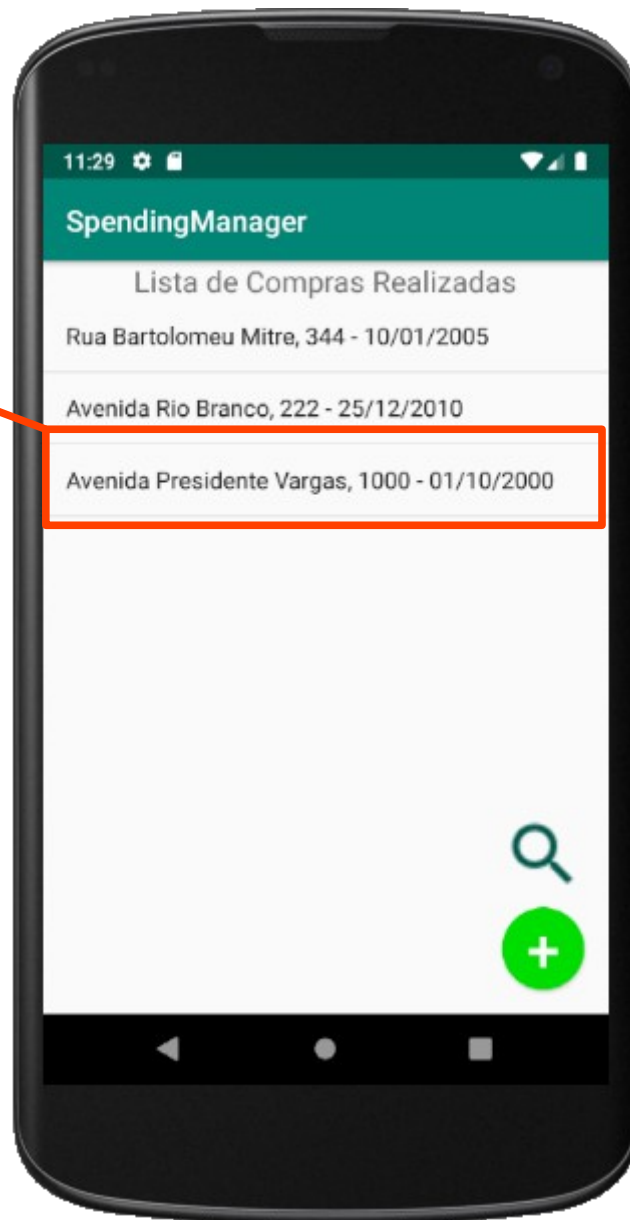 11:29
SpendingManager
Lista de Compras Realizadas
Rua Bartolomeu Mitre, 344 - 10/01/2005
Avenida Rio Branco, 222 - 25/12/2010
Avenida Presidente Vargas, 1000 - 01/10/2000
+